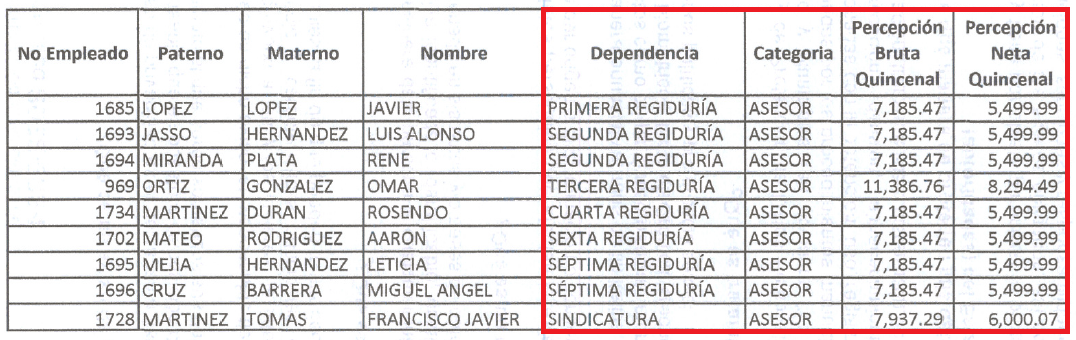 No Empleado Paterno Materno Nombre Dependencia Categoria Percepción Bruta Quincenal Percepción Neta Quincenal
1685 LOPEZ LOPEZ JAVIER PRIMERA REGIDURÍA ASESOR 7,185.47 5,499.99
1693 JASSO HERNANDEZ LUIS ALONSO SEGUNDA REGIDURÍA ASESOR 7,185.47 5,499.99
1694 MIRANDA PLATA RENE SEGUNDA REGIDURÍA ASESOR 7,185.47 5,499.99
969 ORTIZ GONZALEZ OMAR TERCERA REGIDURÍA ASESOR 11,386.76 8,294.49
1734 MARTINEZ DURAN ROSENDO CUARTA REGIDURÍA ASESOR 7,185.47 5,499.99
1702 MATEO RODRIGUEZ AARON SEXTA REGIDURÍA ASESOR 7,185.47 5,499.99
1695 MEJIA HERNANDEZ LETICIA SÉPTIMA REGIDURÍA ASESOR 7,185.47 5,499.99
1696 CRUZ BARRERA MIGUEL ANGEL SÉPTIMA REGIDURÍA ASESOR 7,185.47 5,499.99
1728 MARTINEZ TOMAS FRANCISCO JAVIER SINDICATURA ASESOR 7,937.29 6,000.07